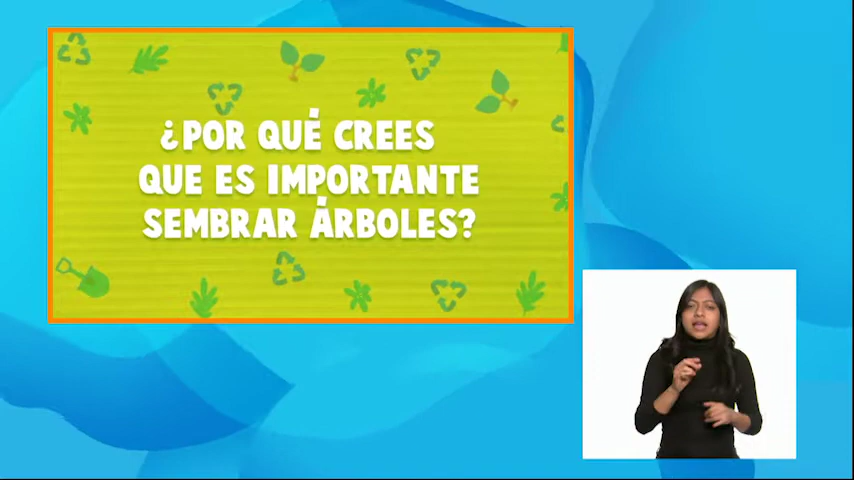 ¿POR QUÉ CREES
QUE ES IMPORTANTE
SEMBRAR ÁRBOLES?